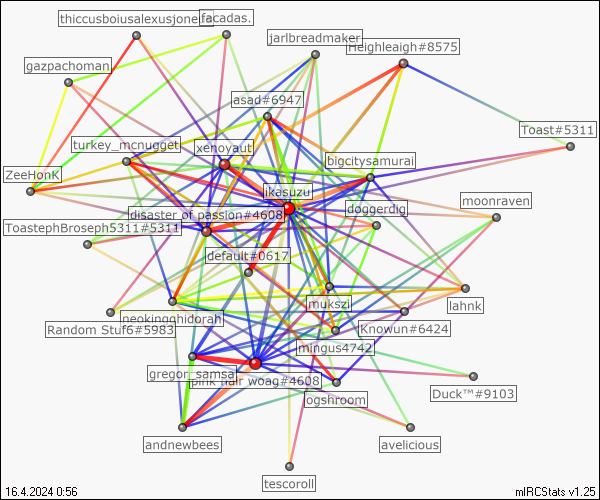 thiccusboiusalexusjone
facadas.
jarlbreadmaker
Heighleaigh#8575
gazpachoman
asad#6947
Toast#5311
turkey_mcnugget
xenoyaut
bigcitysamurai
ZeeHonK
jikasuzu
moonraven
disaster of passion#4608
doggerdig
ToastephBroseph5311#5311
default#0617
lahnk
mukszi
neokingghidorah
Random Stuf6#5983
Knowun#6424
mingus4742
gregor_samsa
pink hair woag#4608
Duck™#9103
ogshroom
andnewbees
avelicious
tescoroll
16.4.2024 0:56
mIRCStats v1.25